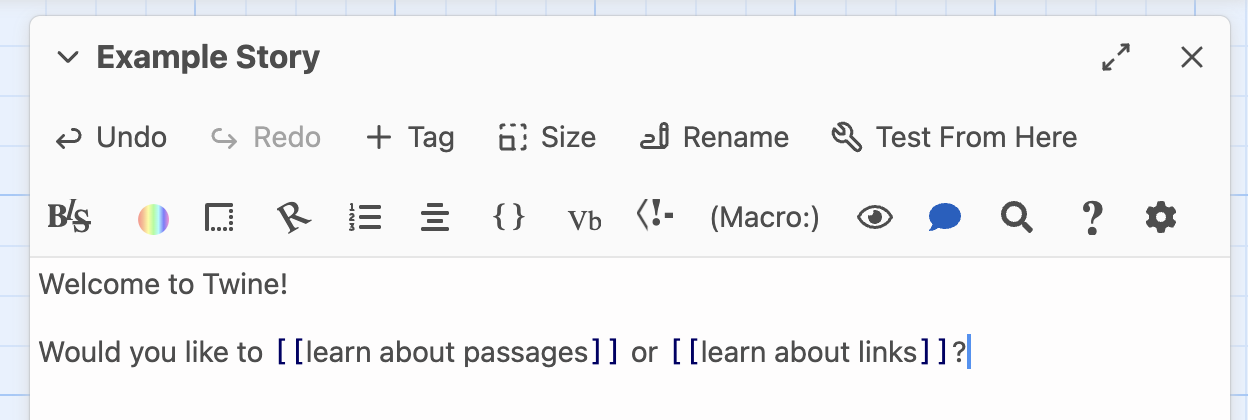 Example Story
Undo Redo + Tag Size Rename Test From Here
BIS {} Vb <!- (Macro:) ?
Welcome to Twine!
Would you like to [[learn about passages]] or [[learn about links]]?